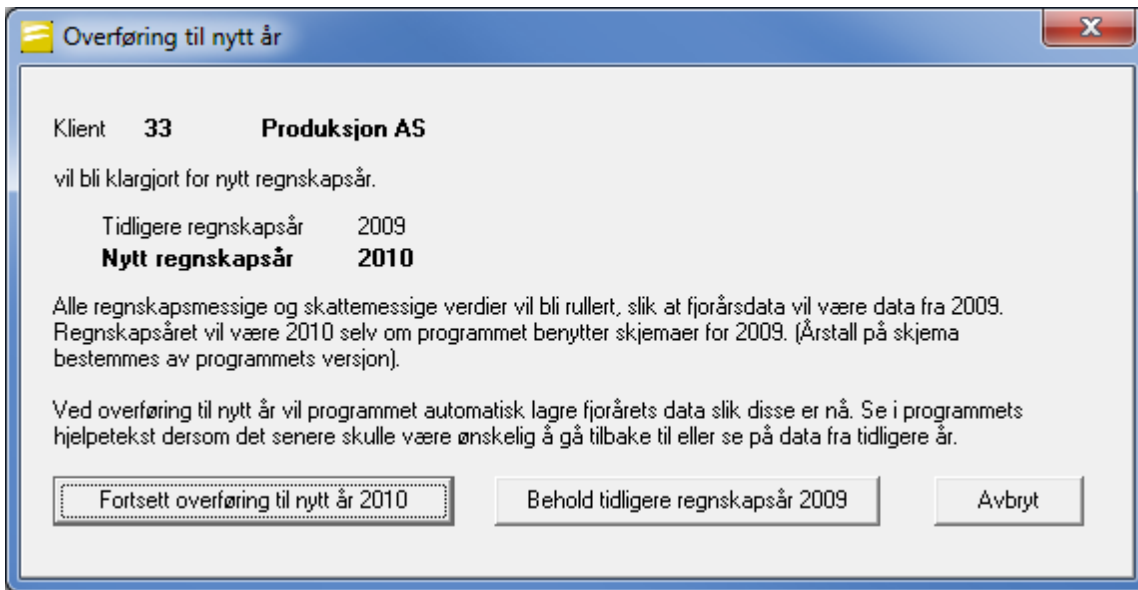 Overføring til nytt år
Klient 33 Produksjon AS
vil bli klargjort for nytt regnskapsår.
Tidligere regnskapsår 2009
Nytt regnskapsår 2010
Alle regnskapsmessige og skattemessige verdier vil bli rullert, slik at fjorårsdata vil være data fra 2009.
Regnskapsåret vil være 2010 selv om programmet benytter skjemaer for 2009. (Årstall på skjema
bestemmes av programmets versjon).
Ved overføring til nytt år vil programmet automatisk lagre fjorårets data slik disse er nå. Se i programmets
hjelpetekst dersom det senere skulle være ønskelig å gå tilbake til eller se på data fra tidligere år.
Fortsett overføring til nytt år 2010 Behold tidligere regnskapsår 2009 Avbryt